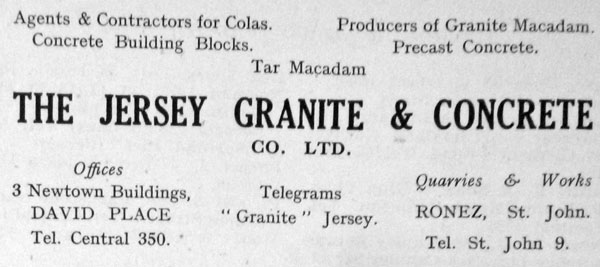 Agents & Contractors for Colas.
Concrete Building Blocks.
Producers of Granite Macadam.
Precast Concrete.
Tar Macadam
THE JERSEY GRANITE & CONCRETE
CO. LTD.
Offices
3 Newtown Buildings,
DAVID PLACE
Tel. Central 350.
Telegrams
"Granite" Jersey.
Quarries & Works
RONEZ, St. John.
Tel. St. John 9.